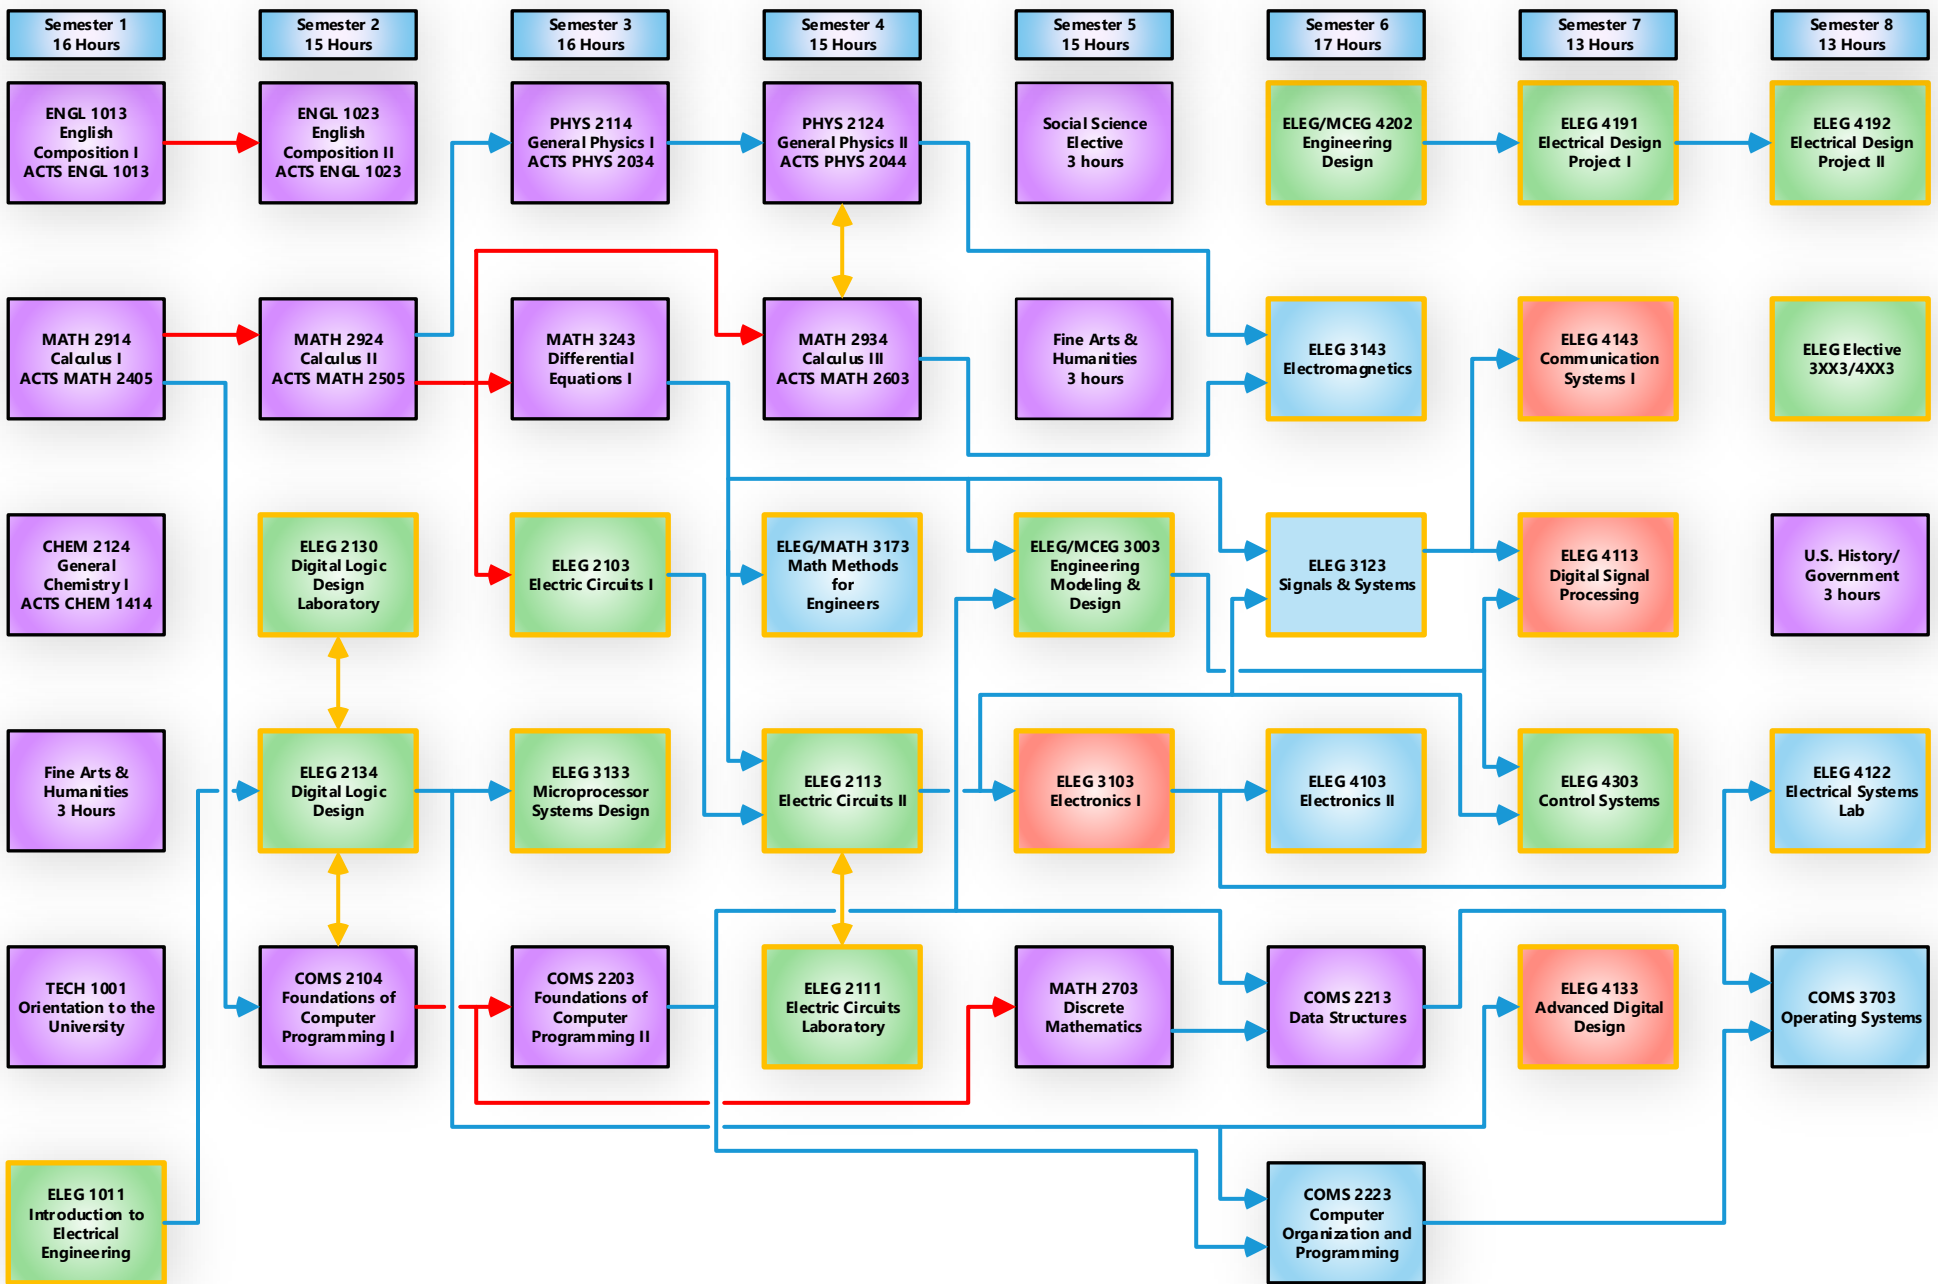 Semester 1
16 Hours
Semester 2
15 Hours
Semester 3
16 Hours
Semester 4
15 Hours
Semester 5
15 Hours
Semester 6
17 Hours
Semester 7
13 Hours
Semester 8
13 Hours
ENGL 1013
English
Composition I
ACTS ENGL 1013
ENGL 1023
English
Composition II
ACTS ENGL 1023
PHYS 2114
General Physics I
ACTS PHYS 2034
PHYS 2124
General Physics II
ACTS PHYS 2044
Social Science
Elective
3 hours
ELEG/MCEG 4202
Engineering
Design
ELEG 4191
Electrical Design
Project I
ELEG 4192
Electrical Design
Project II
MATH 2914
Calculus I
ACTS MATH 2405
MATH 2924
Calculus II
ACTS MATH 2505
MATH 3243
Differential
Equations I
MATH 2934
Calculus III
ACTS MATH 2603
Fine Arts &
Humanities
3 hours
ELEG 3143
Electromagnetics
ELEG 4143
Communication
Systems I
ELEG Elective
3XX3/4XX3
CHEM 2124
General
Chemistry I
ACTS CHEM 1414
ELEG 2130
Digital Logic
Design
Laboratory
ELEG 2103
Electric Circuits I
ELEG/MATH 3173
Math Methods
for
Engineers
ELEG/MCEG 3003
Engineering
Modeling &
Design
ELEG 3123
Signals & Systems
ELEG 4113
Digital Signal
Processing
U.S. History/
Government
3 hours
Fine Arts &
Humanities
3 Hours
ELEG 2134
Digital Logic
Design
ELEG 3133
Microprocessor
Systems Design
ELEG 2113
Electric Circuits II
ELEG 3103
Electronics I
ELEG 4103
Electronics II
ELEG 4303
Control Systems
ELEG 4122
Electrical Systems
Lab
TECH 1001
Orientation to the
University
COMS 2104
Foundations of
Computer
Programming I
COMS 2203
Foundations of
Computer
Programming II
ELEG 2111
Electric Circuits
Laboratory
MATH 2703
Discrete
Mathematics
COMS 2213
Data Structures
ELEG 4133
Advanced Digital
Design
COMS 3703
Operating Systems
ELEG 1011
Introduction to
Electrical
Engineering
COMS 2223
Computer
Organization and
Programming